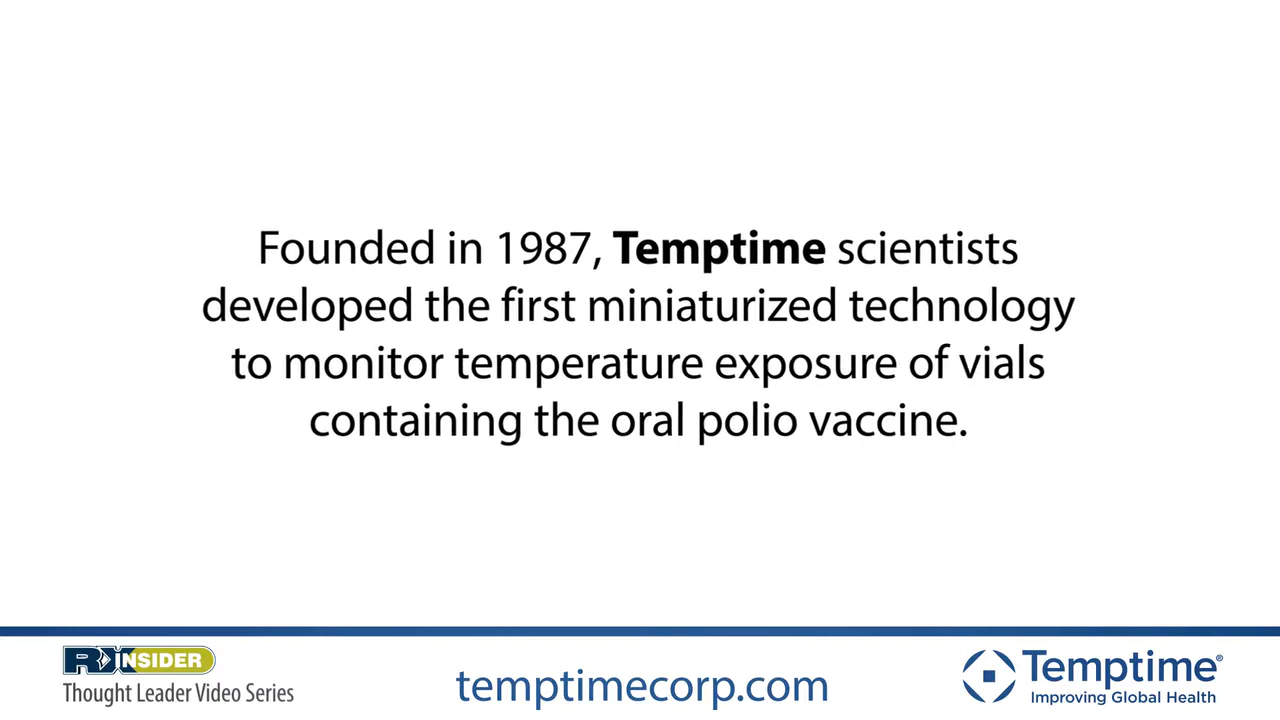 Founded in 1987, Temptime scientists
developed the first miniaturized technology
to monitor temperature exposure of vials
containing the oral polio vaccine.
RXINSIDER
Thought Leader Video Series
temptimecorp.com
Temptime®
Improving Global Health